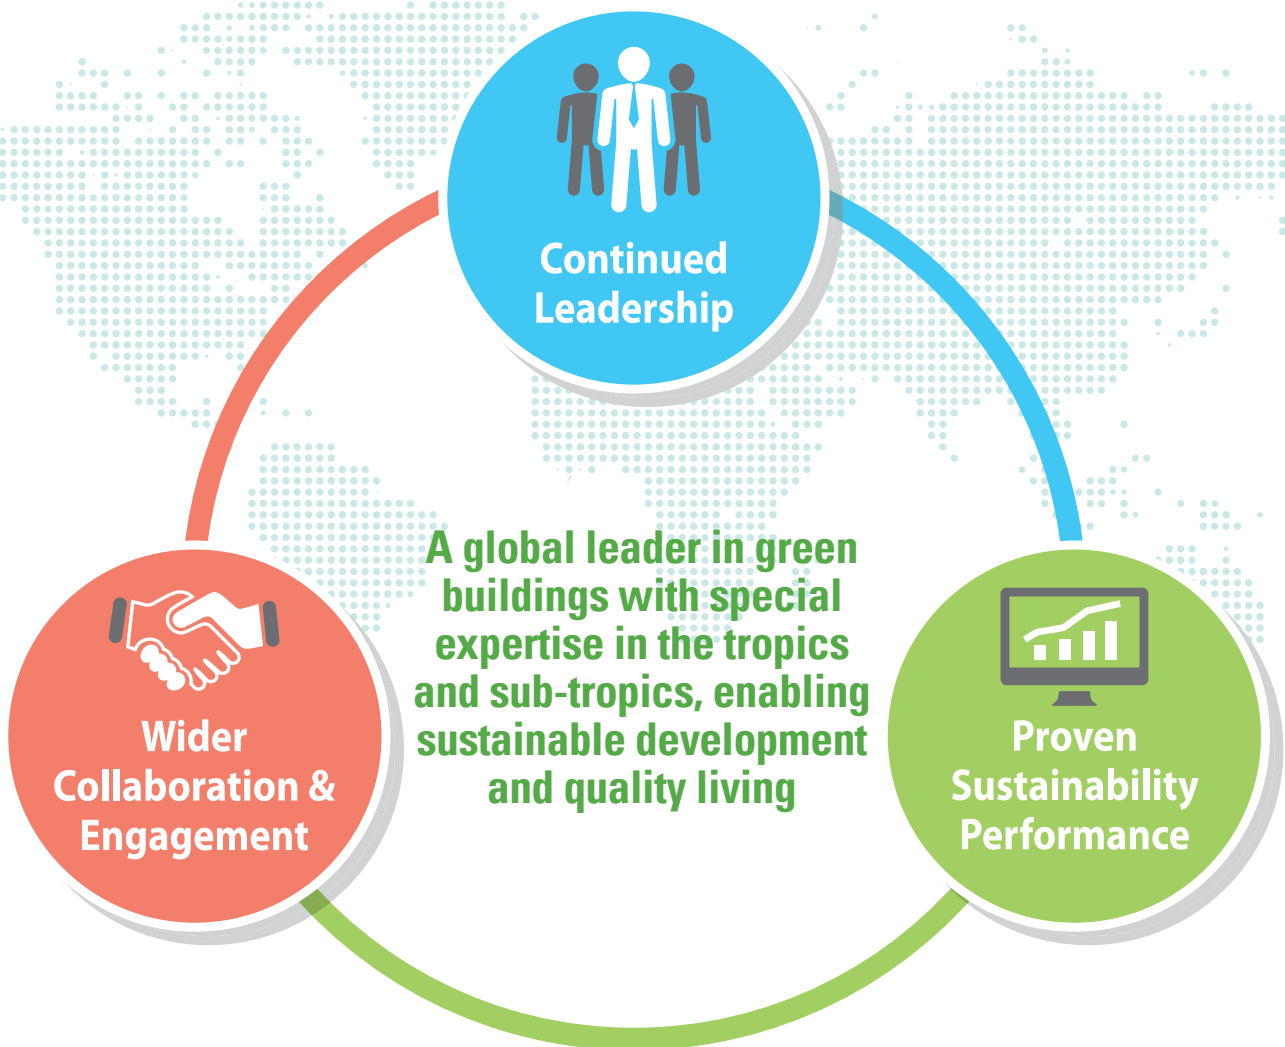 Continued
Leadership
A global leader in green
buildings with special
expertise in the tropics
and sub-tropics, enabling
sustainable development
and quality living
Wider
Collaboration &
Engagement
Proven
Sustainability
Performance